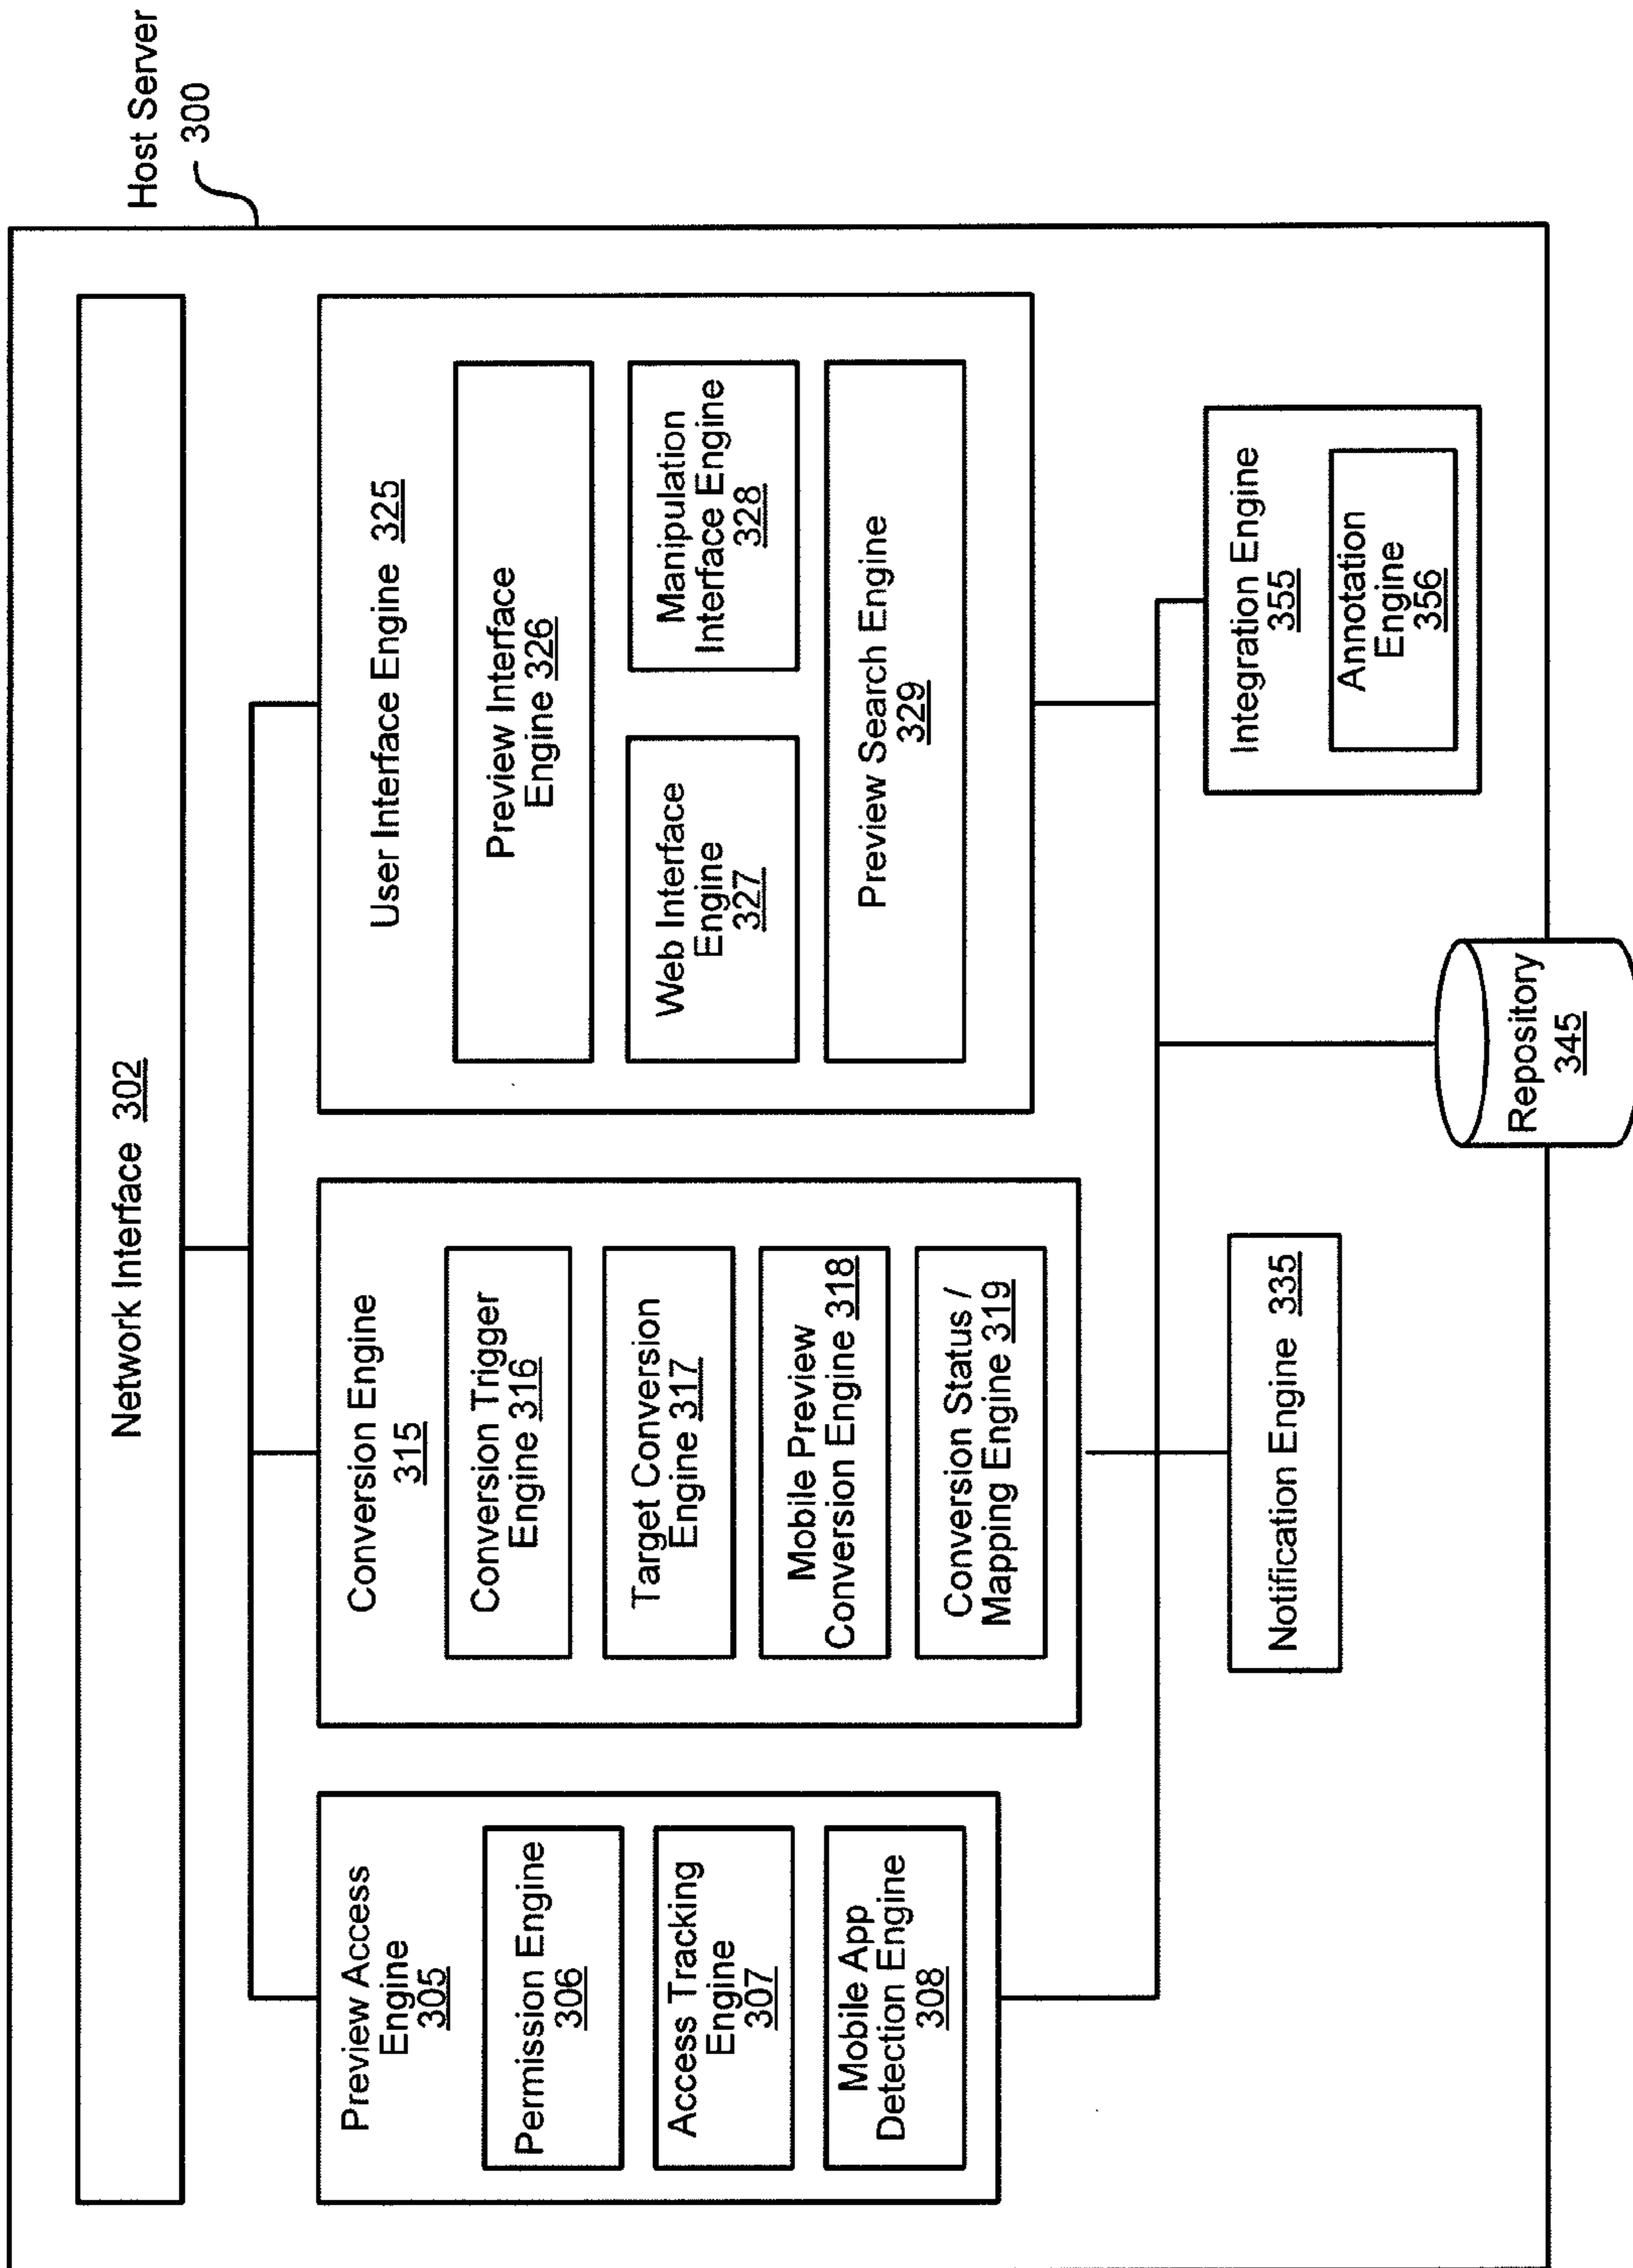 Host Server
300
Network Interface 302
Preview Access
Engine
305
Permission Engine
306
Access Tracking
Engine
307
Mobile App
Detection Engine
308
Conversion Engine
315
Conversion Trigger
Engine 316
Target Conversion
Engine 317
Mobile Preview
Conversion Engine 318
Conversion Status /
Mapping Engine 319
User Interface Engine 325
Preview Interface
Engine 326
Web Interface
Engine
327
Manipulation
Interface Engine
328
Preview Search Engine
329
Notification Engine 335
Repository
345
Integration Engine
355
Annotation
Engine
356